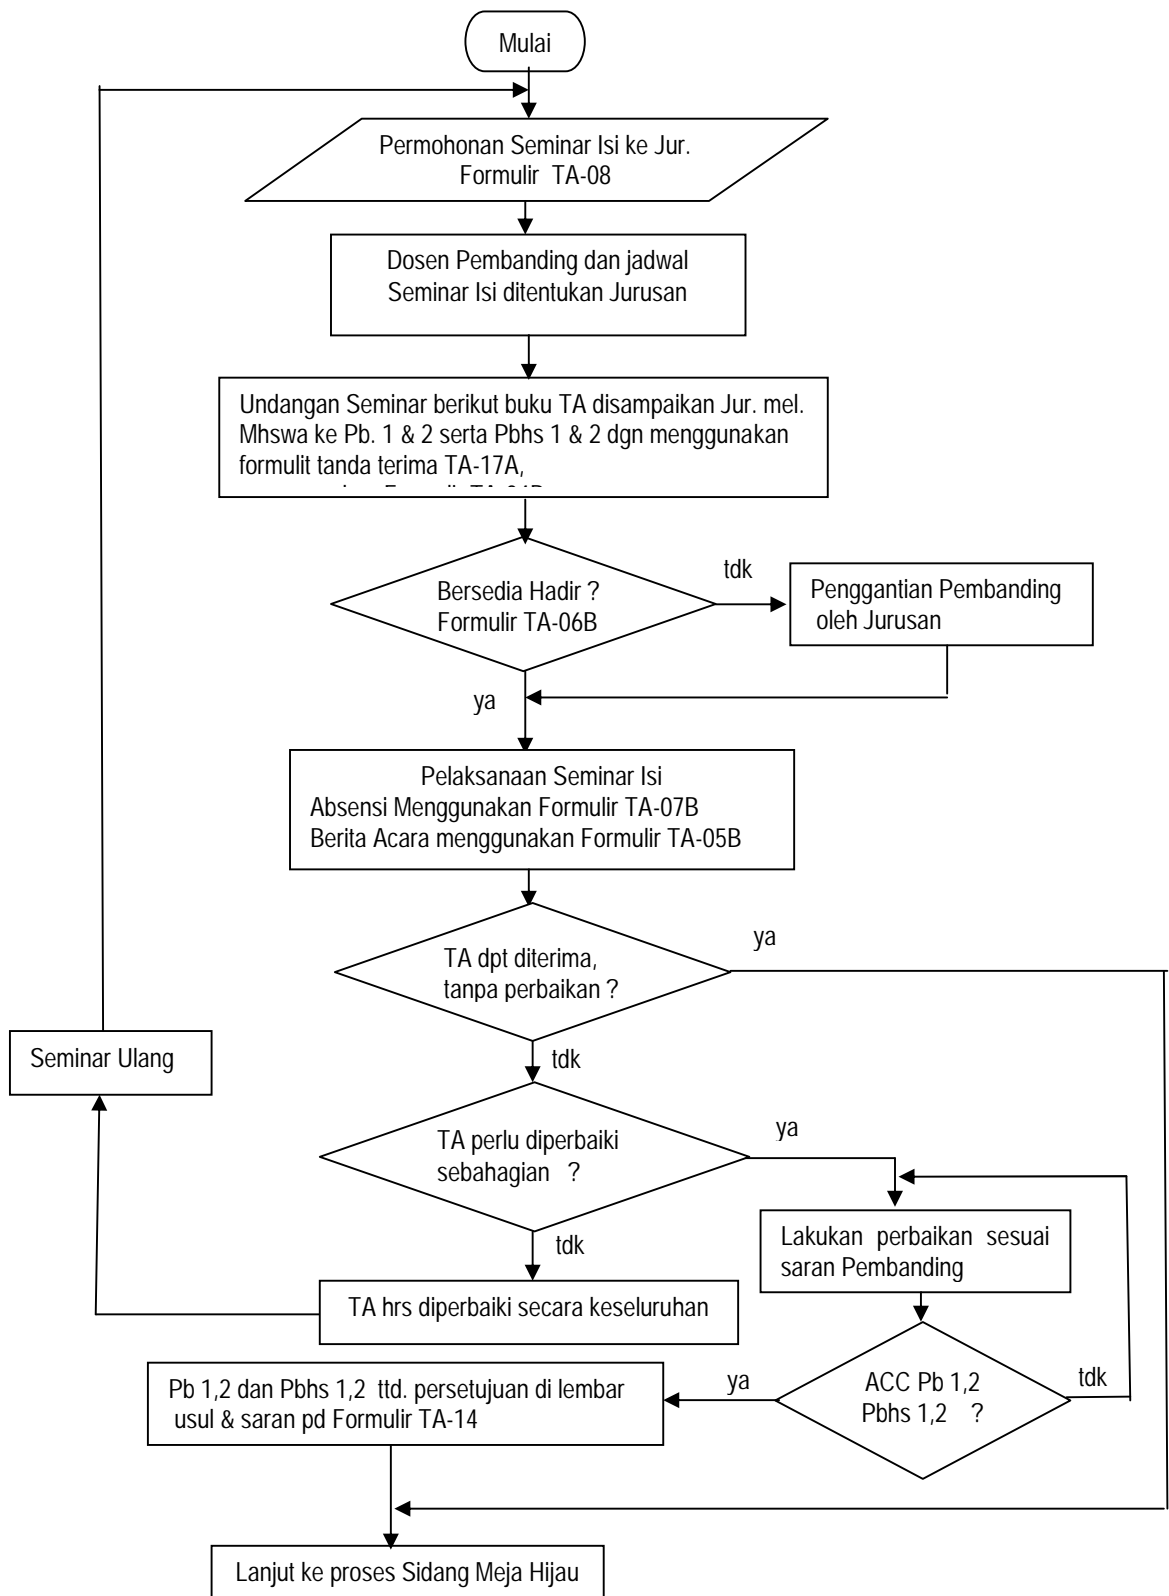 Mulai
Permohonan Seminar Isi ke Jur.
Formulir TA-08
Dosen Pembanding dan jadwal
Seminar Isi ditentukan Jurusan
Undangan Seminar berikut buku TA disampaikan Jur. mel.
Mhswa ke Pb. 1 & 2 serta Pbhs 1 & 2 dgn menggunakan
formulit tanda terima TA-17A,
Bersedia Hadir ?
Formulir TA-06B
tdk
Penggantian Pembanding
oleh Jurusan
ya
Pelaksanaan Seminar Isi
Absensi Menggunakan Formulir TA-07B
Berita Acara menggunakan Formulir TA-05B
TA dpt diterima,
tanpa perbaikan ?
ya
tdk
Seminar Ulang
TA perlu diperbaiki
sebahagian ?
ya
tdk
Lakukan perbaikan sesuai
saran Pembanding
TA hrs diperbaiki secara keseluruhan
ACC Pb 1,2
Pbhs 1,2 ?
tdk
ya
Pb 1,2 dan Pbhs 1,2 ttd. persetujuan di lembar
usul & saran pd Formulir TA-14
Lanjut ke proses Sidang Meja Hijau